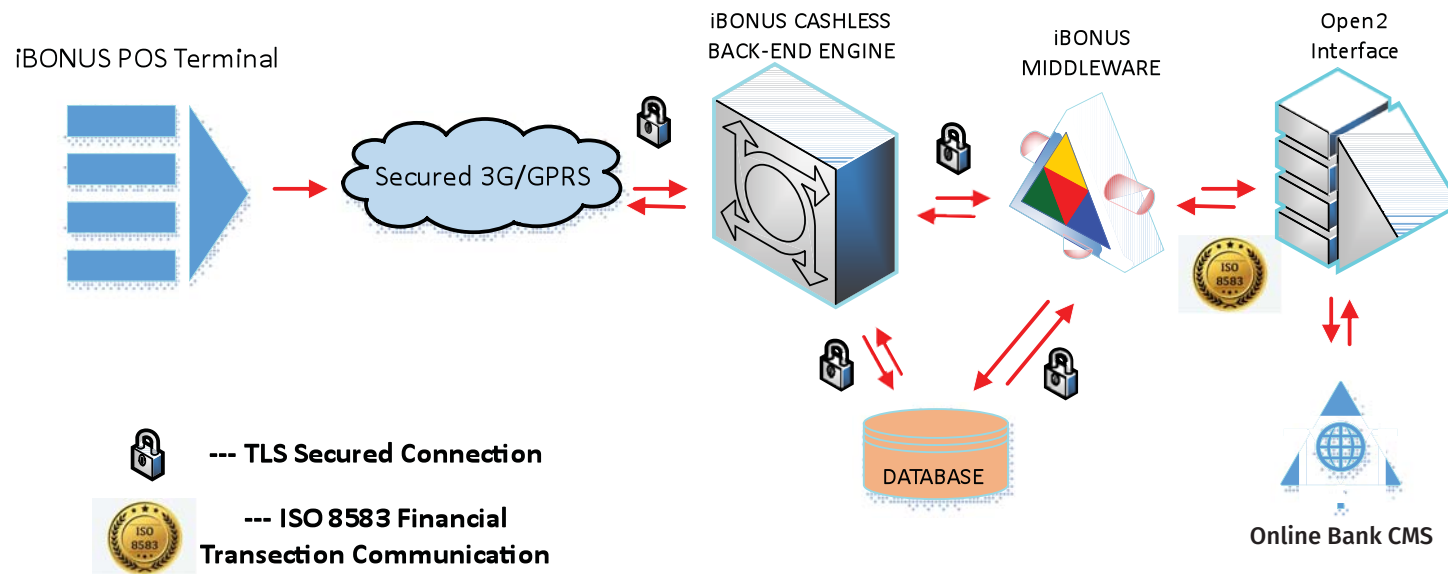 iBONUS POS Terminal
Secured 3G/GPRS
iBONUS CASHLESS
BACK-END ENGINE
iBONUS
MIDDLEWARE
Open2
Interface
ISO
8583
DATABASE
Online Bank CMS
--- TLS Secured Connection
ISO
8583
--- ISO 8583 Financial
Transection Communication